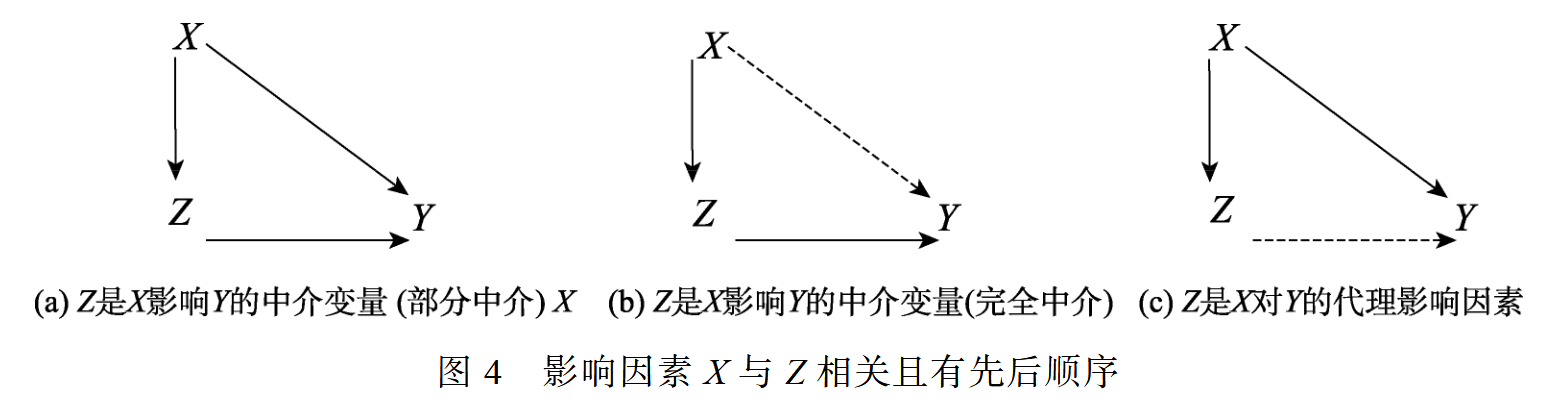 X X X
Z Y Z Y Z Y
(a) Z是X影响Y的中介变量 (部分中介) X (b) Z是X影响Y的中介变量(完全中介) (c) Z是X对Y的代理影响因素
图 4 影响因素 X 与 Z 相关且有先后顺序